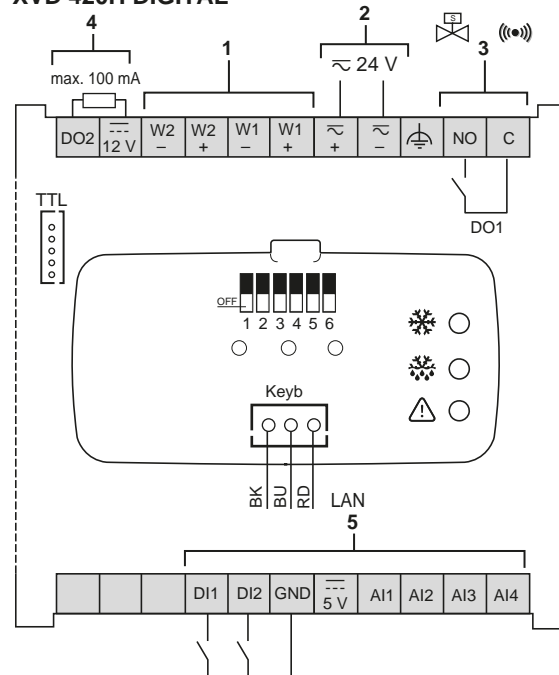 XVD 420H DIGITAL
4
max. 100 mA
1
2
24 V
S
3
DO2
12 V
W2 –
W2 +
W1 –
W1 +
+
–
NO
C
DO1
TTL
OFF
1 2 3 4 5 6
Keyb
BK
BU
RD
LAN
5
DI1
DI2
GND
5 V
AI1
AI2
AI3
AI4